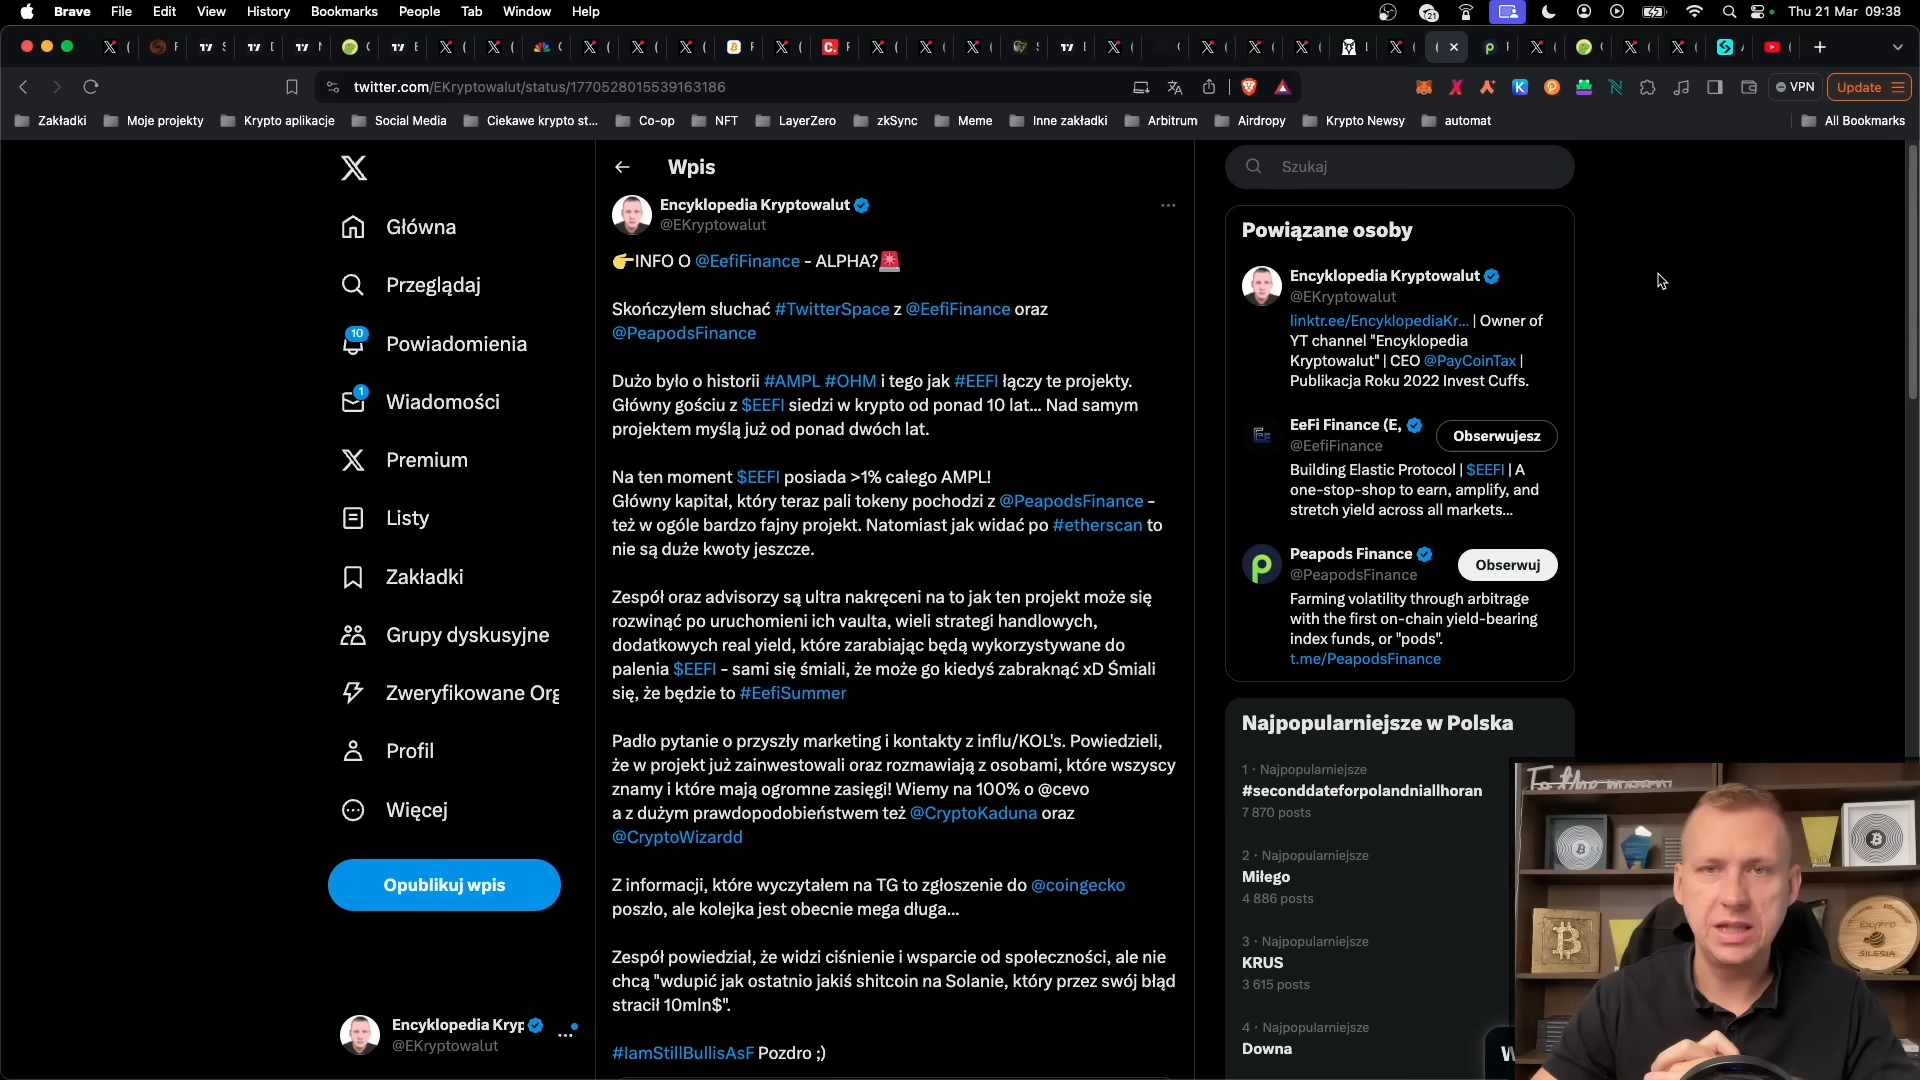 Brave File Edit View History Bookmarks People Tab Window Help
21
Thu 21 Mar 09:38
twitter.com/EKryptowalut/status/1770528015539163186
VPN
Update
Zakładki
Moje projekty
Krypto aplikacje
Social Media
Ciekawe krypto st...
Co-op
NFT
LayerZero
zkSync
Meme
Inne zakładki
Arbitrum
Airdropy
Krypto Newsy
automat
All Bookmarks
Główna
Przeglądaj
10
Powiadomienia
1
Wiadomości
Premium
Listy
Zakładki
Grupy dyskusyjne
Zweryfikowane Org
Profil
Więcej
Opublikuj wpis
Encyklopedia Kryp
@EKryptowalut
Wpis
Encyklopedia Kryptowalut
@EKryptowalut
👉INFO O @EefiFinance - ALPHA?🚨
Skończyłem słuchać #TwitterSpace z @EefiFinance oraz
@PeapodsFinance
Dużo było o historii #AMPL #OHM i tego jak #EEFI łączy te projekty.
Główny gościu z $EEFI siedzi w krypto od ponad 10 lat... Nad samym
projektem myślą już od ponad dwóch lat.
Na ten moment $EEFI posiada >1% całego AMPL!
Główny kapitał, który teraz pali tokeny pochodzi z @PeapodsFinance -
też w ogóle bardzo fajny projekt. Natomiast jak widać po #etherscan to
nie są duże kwoty jeszcze.
Zespół oraz advisorzy są ultra nakręceni na to jak ten projekt może się
rozwinąć po uruchomieni ich vaulta, wieli strategi handlowych,
dodatkowych real yield, które zarabiając będą wykorzystywane do
palenia $EEFI - sami się śmiali, że może go kiedyś zabraknąć xD Śmiali
się, że będzie to #EefiSummer
Padło pytanie o przyszły marketing i kontakty z influ/KOL's. Powiedzieli,
że w projekt już zainwestowali oraz rozmawiają z osobami, które wszyscy
znamy i które mają ogromne zasięgi! Wiemy na 100% o @cevo
a z dużym prawdopodobieństwem też @CryptoKaduna oraz
@CryptoWizardd
Z informacji, które wyczytałem na TG to zgłoszenie do @coingecko
poszło, ale kolejka jest obecnie mega długa...
Zespół powiedział, że widzi ciśnienie i wsparcie od społeczności, ale nie
chcą "wdupić jak ostatnio jakiś shitcoin na Solanie, który przez swój błąd
stracił 10mln$".
#IamStillBullisAsF Pozdro ;)
Szukaj
Powiązane osoby
Encyklopedia Kryptowalut
@EKryptowalut
linktr.ee/EncyklopediaKr... | Owner of
YT channel "Encyklopedia
Kryptowalut" | CEO @PayCoinTax |
Publikacja Roku 2022 Invest Cuffs.
EeFi Finance (E,
@EefiFinance
Obserwujesz
Building Elastic Protocol | $EEFI | A
one-stop-shop to earn, amplify, and
stretch yield across all markets...
Peapods Finance
@PeapodsFinance
Obserwuj
Farming volatility through arbitrage
with the first on-chain yield-bearing
index funds, or "pods".
t.me/PeapodsFinance
Najpopularniejsze w Polska
1 · Najpopularniejsze
#seconddateforpolandniallhoran
7 870 posts
2 · Najpopularniejsze
Miłego
4 886 posts
3 · Najpopularniejsze
KRUS
3 615 posts
4 · Najpopularniejsze
Downa
To the moon